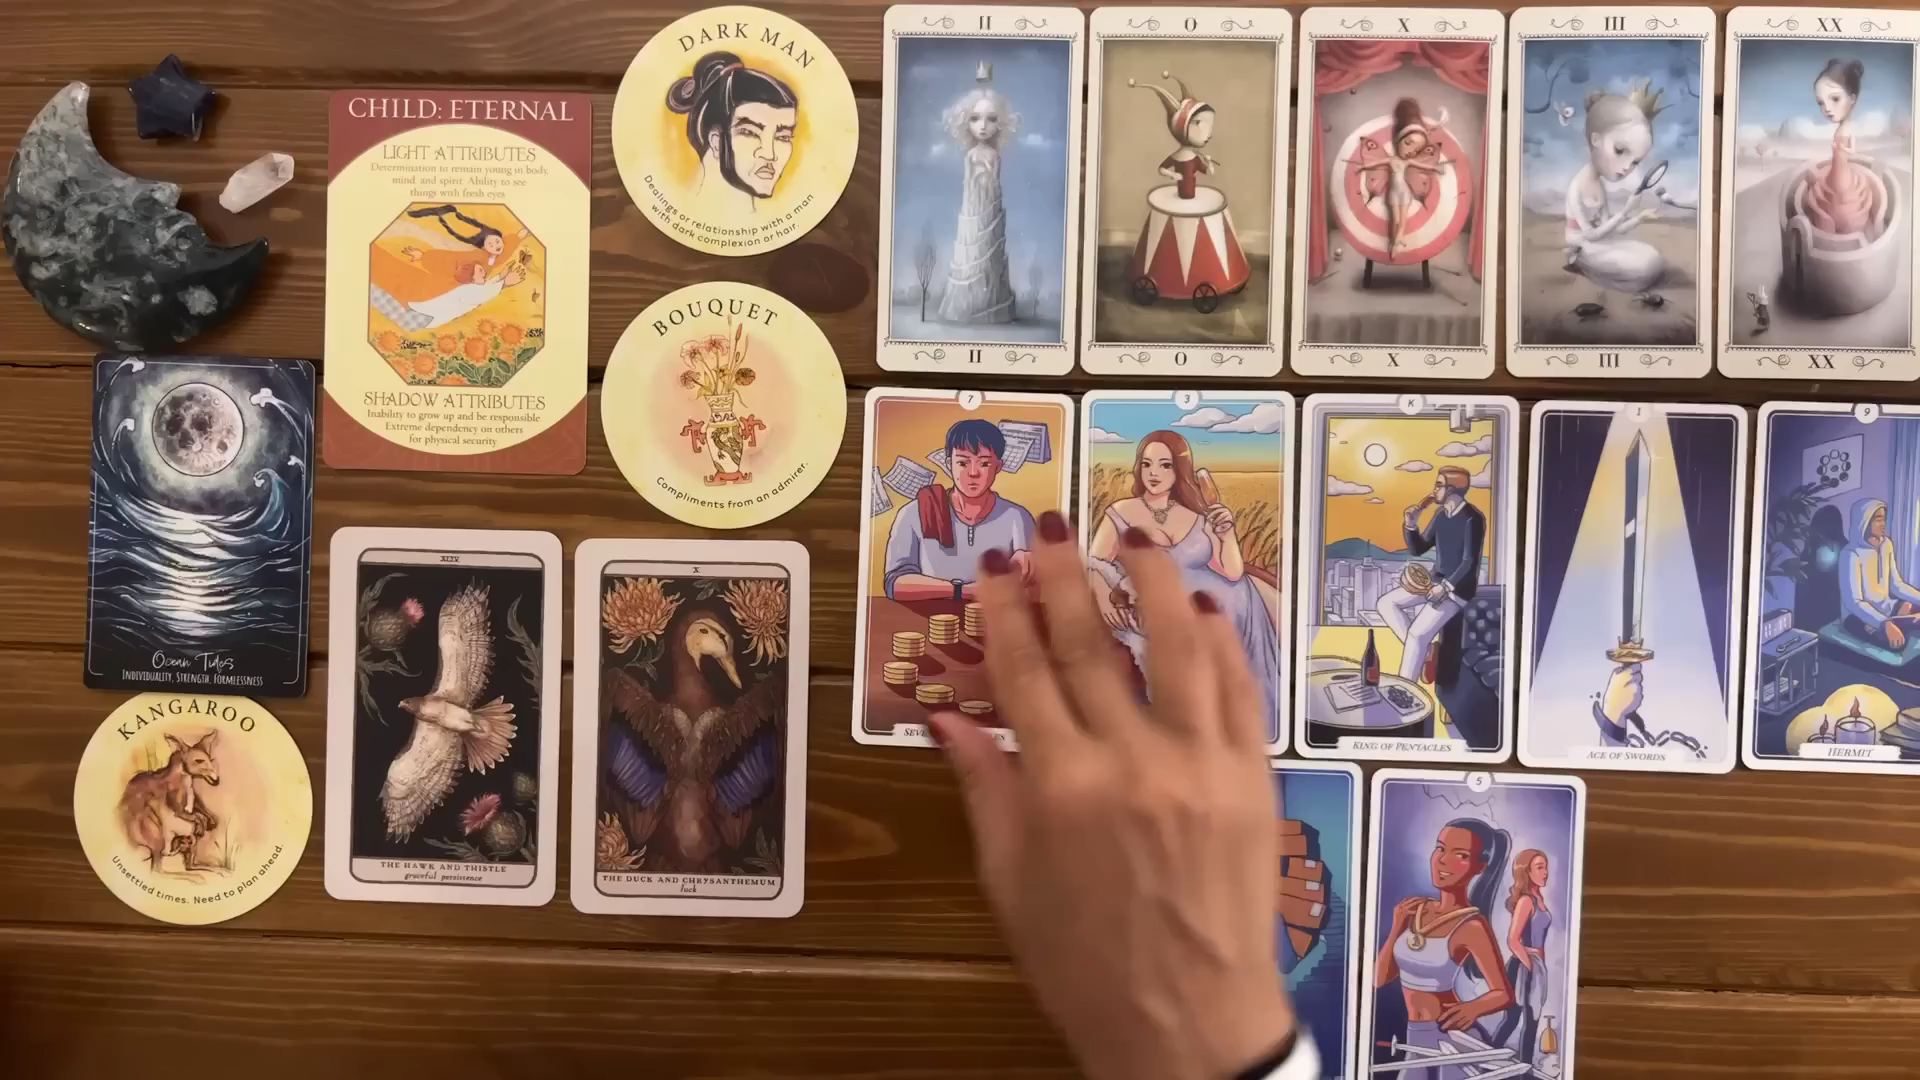 CHILD: ETERNAL
LIGHT ATTRIBUTES
Determination to remain young in body,
mind, and spirit. Ability to see
things with fresh eyes
SHADOW ATTRIBUTES
Inability to grow up and be responsible
Extreme dependency on others
for physical security
DARK MAN
Dealings or relationship with a man
with dark complexion or hair.
BOUQUET
Compliments from an admirer.
II
II
O
O
X
X
III
III
XX
XX
Ocean Tides
INDIVIDUALITY, STRENGTH, FORMLESSNESS
KANGAROO
Unsettled times. Need to plan ahead.
XLIV
THE HAWK AND THISTLE
graceful persistence
X
THE DUCK AND CHRYSANTHEMUM
luck
7
3
K
KING OF PENTACLES
1
ACE OF SWORDS
9
HERMIT
5